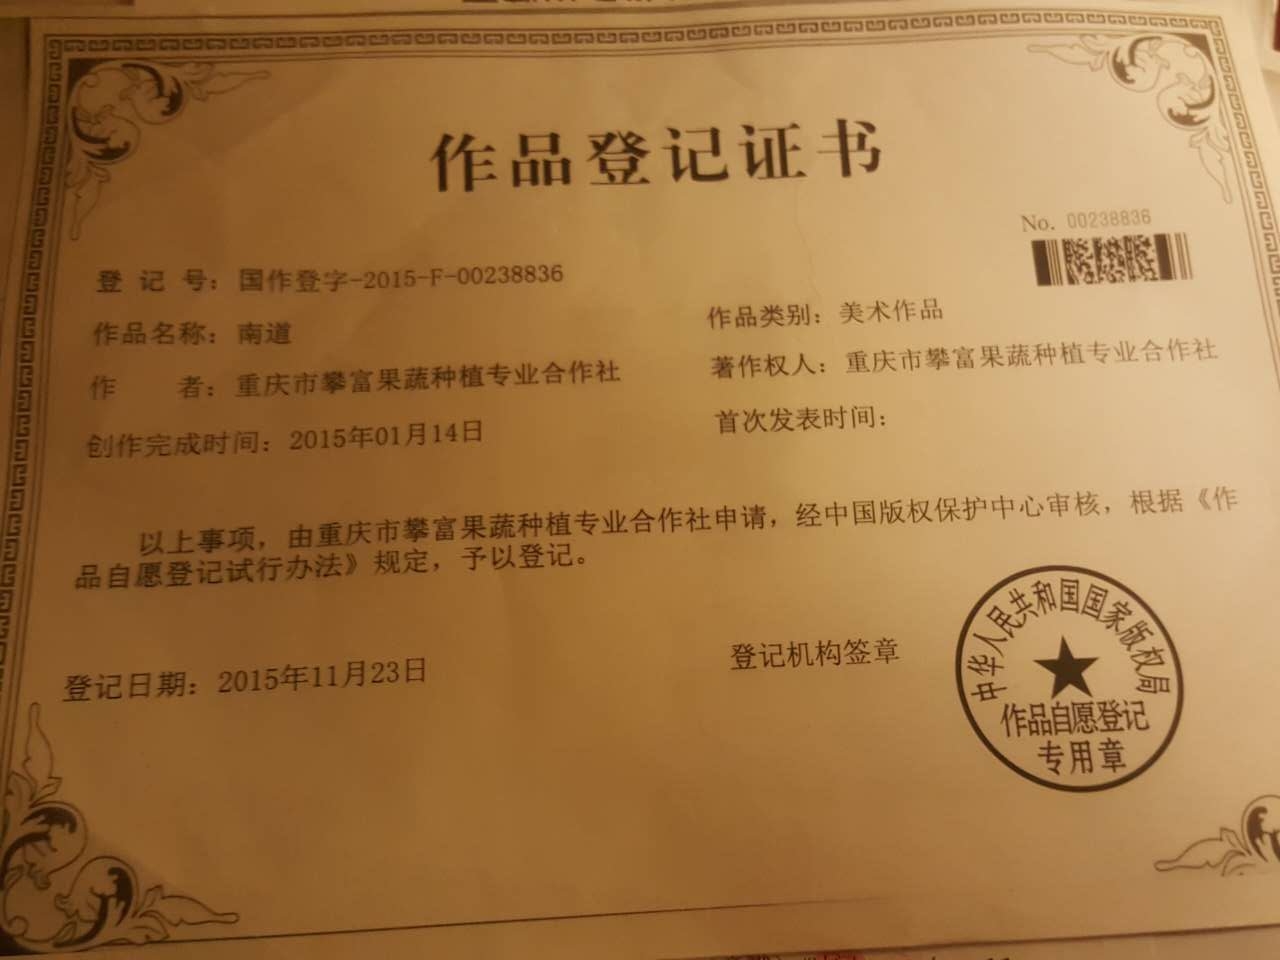 作品登记证书
No. 00238836
登 记 号：国作登字-2015-F-00238836
作品名称：南道
作品类别：美术作品
作 者：重庆市攀富果蔬种植专业合作社
著作权人：重庆市攀富果蔬种植专业合作社
创作完成时间：2015年01月14日
首次发表时间：
以上事项，由重庆市攀富果蔬种植专业合作社申请，经中国版权保护中心审核，根据《作
品自愿登记试行办法》规定，予以登记。
登记日期：2015年11月23日
登记机构签章
中华人民共和国国家版权局
作品自愿登记
专用章